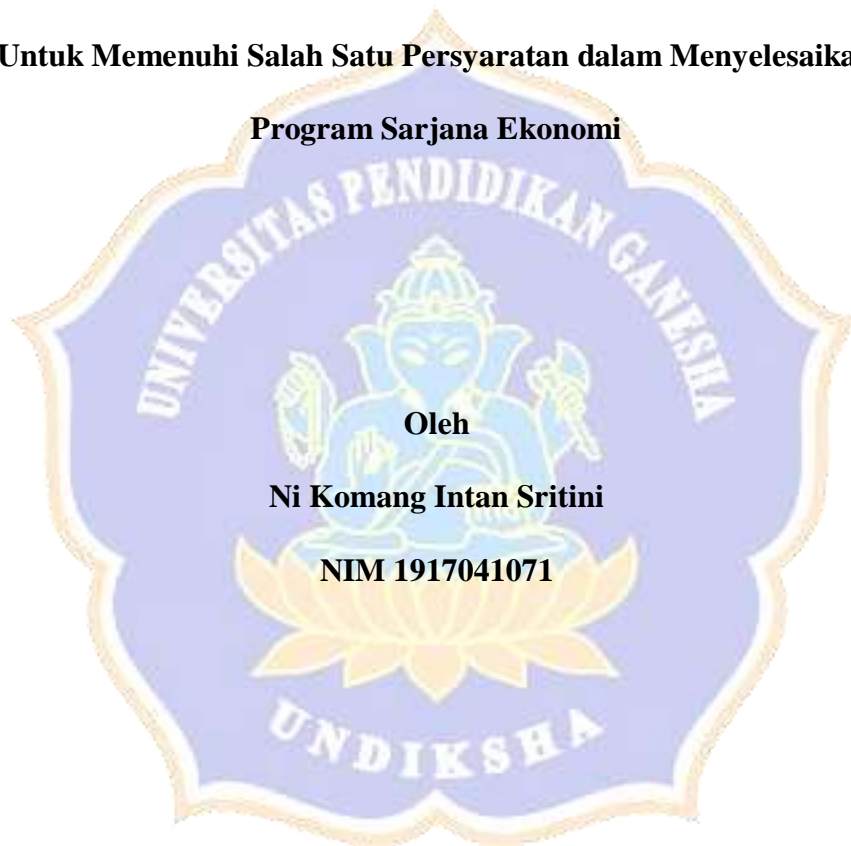 Untuk Memenuhi Salah Satu Persyaratan dalam Menyelesaika
Program Sarjana Ekonomi
UNIVERSITAS PENDIDIKAN GANESHA
Oleh
Ni Komang Intan Sritini
NIM 1917041071
UNDIKSHA